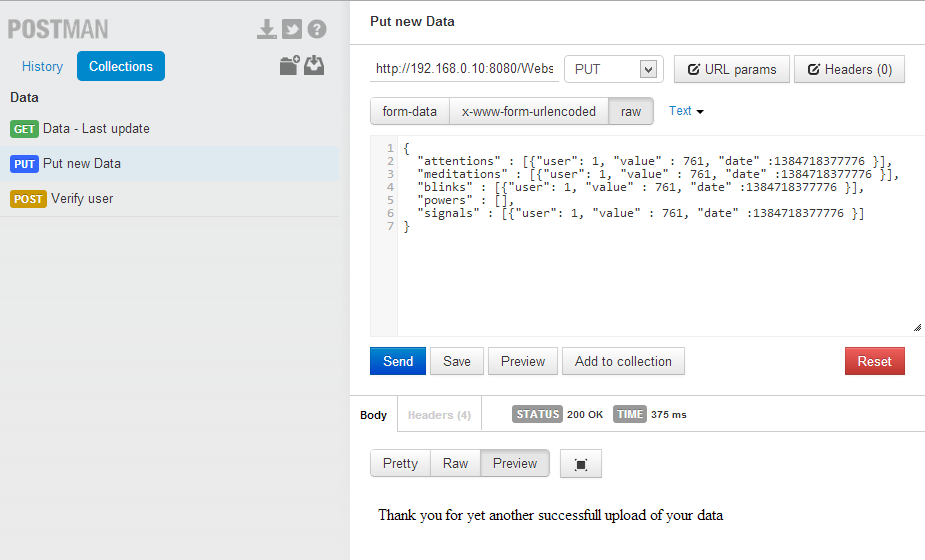 POSTMAN
History Collections
Data
GET Data - Last update
PUT Put new Data
POST Verify user
Put new Data
http://192.168.0.10:8080/Webs PUT URL params Headers (0)
form-data x-www-form-urlencoded raw Text
1 {
2 "attentions" : [{"user": 1, "value" : 761, "date" :1384718377776 }],
3 "meditations" : [{"user": 1, "value" : 761, "date" :1384718377776 }],
4 "blinks" : [{"user": 1, "value" : 761, "date" :1384718377776 }],
5 "powers" : [],
6 "signals" : [{"user": 1, "value" : 761, "date" :1384718377776 }]
7 }
Send Save Preview Add to collection Reset
Body Headers (4) STATUS 200 OK TIME 375 ms
Pretty Raw Preview
Thank you for yet another successfull upload of your data